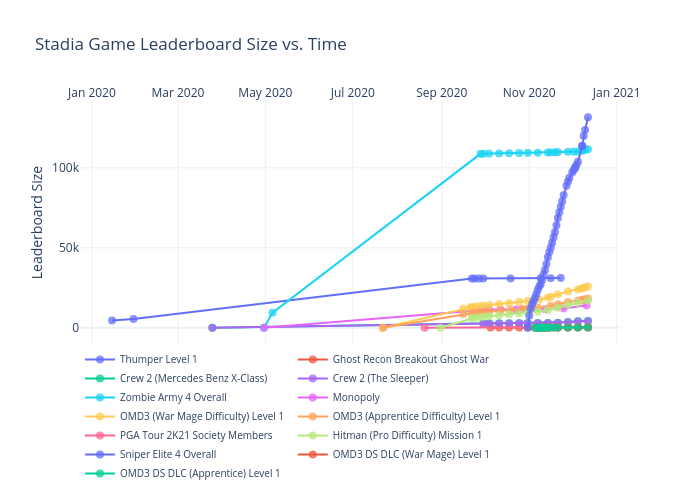 Stadia Game Leaderboard Size vs. Time
Jan 2020 Mar 2020 May 2020 Jul 2020 Sep 2020 Nov 2020 Jan 2021
Leaderboard Size
100k
50k
0
Thumper Level 1 Ghost Recon Breakout Ghost War
Crew 2 (Mercedes Benz X-Class) Crew 2 (The Sleeper)
Zombie Army 4 Overall Monopoly
OMD3 (War Mage Difficulty) Level 1 OMD3 (Apprentice Difficulty) Level 1
PGA Tour 2K21 Society Members Hitman (Pro Difficulty) Mission 1
Sniper Elite 4 Overall OMD3 DS DLC (War Mage) Level 1
OMD3 DS DLC (Apprentice) Level 1